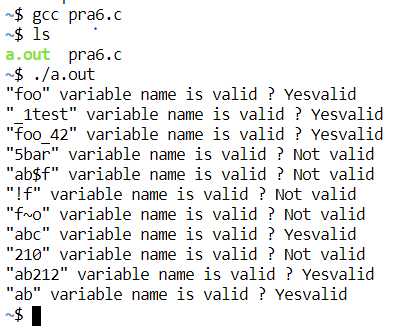 ~$ gcc pra6.c
~$ ls
a.out  pra6.c
~$ ./a.out
"foo" variable name is valid ? Yesvalid
"_1test" variable name is valid ? Yesvalid
"foo_42" variable name is valid ? Yesvalid
"5bar" variable name is valid ? Not valid
"ab$f" variable name is valid ? Not valid
"!f" variable name is valid ? Not valid
"f~o" variable name is valid ? Not valid
"abc" variable name is valid ? Yesvalid
"210" variable name is valid ? Not valid
"ab212" variable name is valid ? Yesvalid
"ab" variable name is valid ? Yesvalid
~$